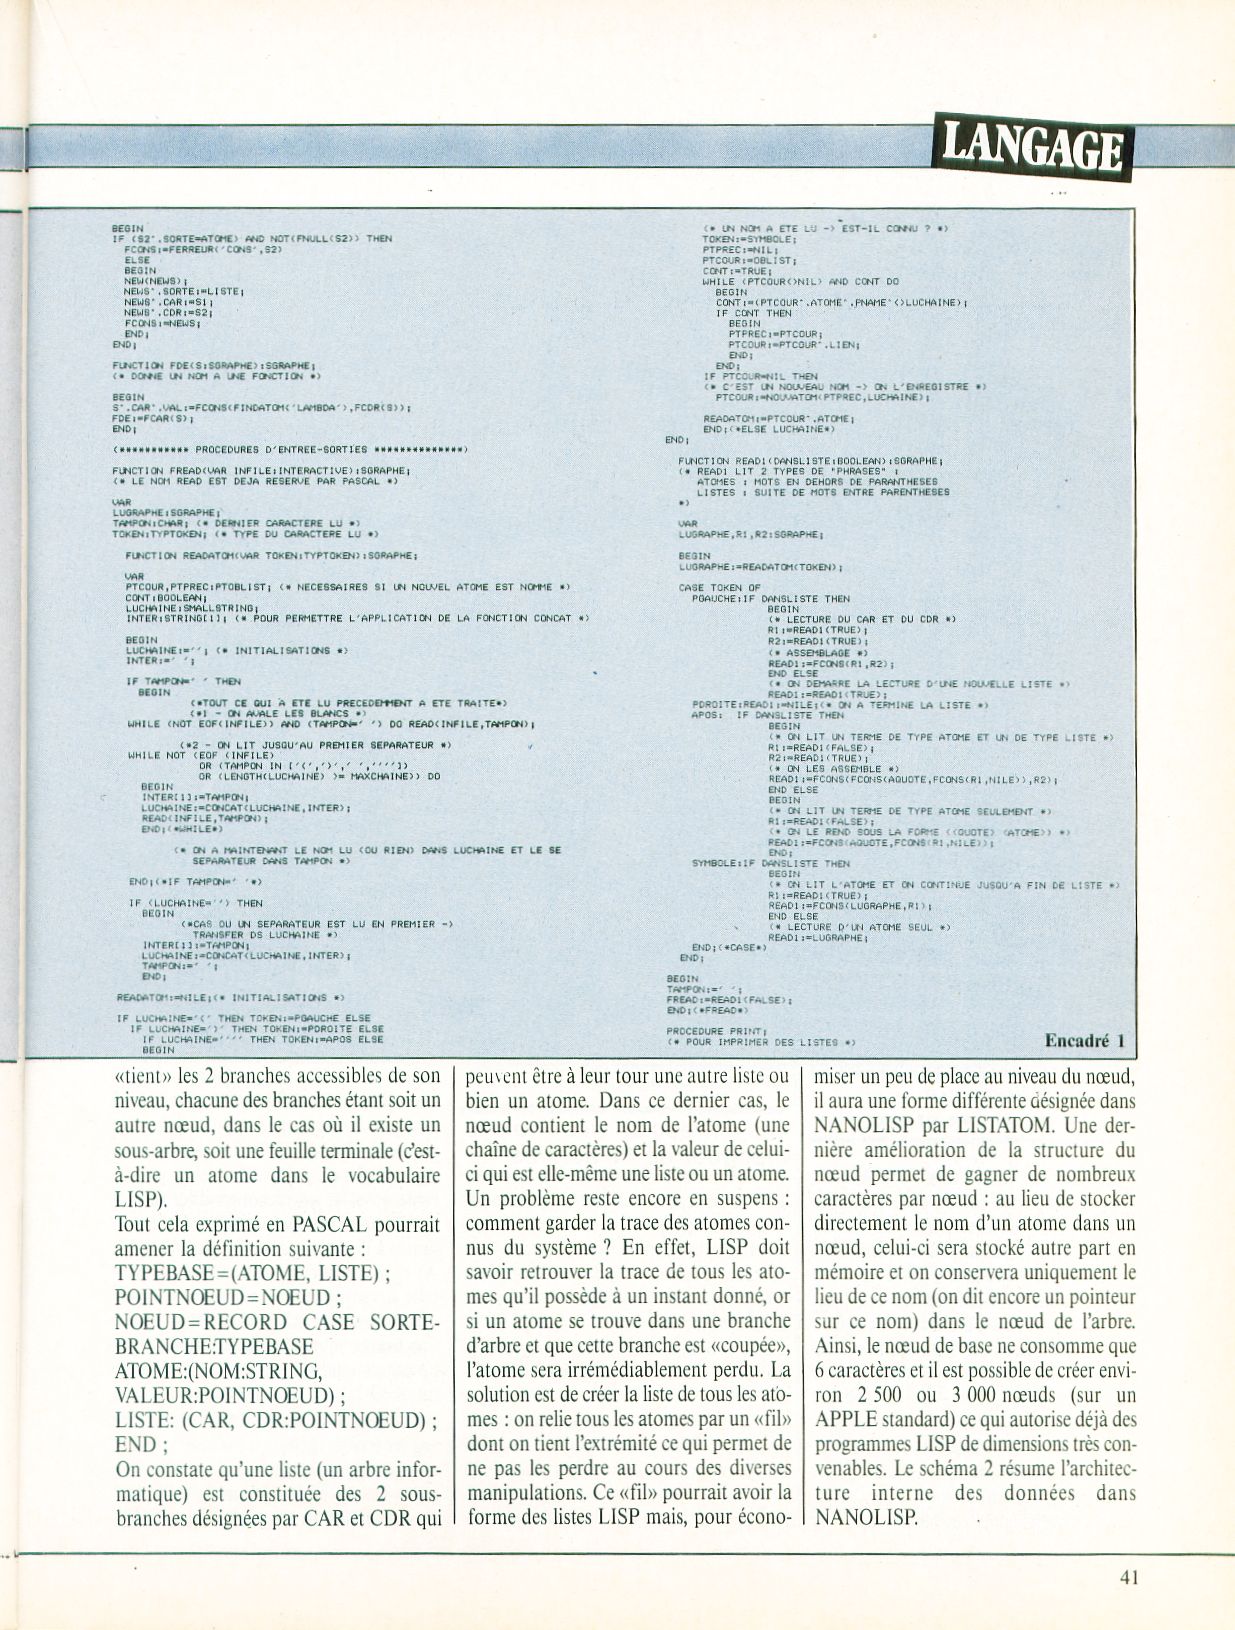 LANGAGE
BEGIN
IF (S2^.SORTE=ATOME) AND NOT(FNULL(S2)) THEN
FCONS:=FERREUR('CONS',S2)
ELSE
BEGIN
NEW(NEWS);
NEWS^.SORTE:=LISTE;
NEWS^.CAR:=S1;
NEWS^.CDR:=S2;
FCONS:=NEWS;
END;
END;
FUNCTION FDE(S:SGRAPHE):SGRAPHE;
(* DONNE UN NOM A UNE FONCTION *)
BEGIN
S^.CAR^.VAL:=FCONS(FINDATOM('LAMBDA'),FCDR(S));
FDE:=FCAR(S);
END;
(*********** PROCEDURES D'ENTREE-SORTIES **************)
FUNCTION FREAD(VAR INFILE:INTERACTIVE):SGRAPHE;
(* LE NOM READ EST DEJA RESERVE PAR PASCAL *)
VAR
LUGRAPHE:SGRAPHE;
TAMPON:CHAR; (* DERNIER CARACTERE LU *)
TOKEN:TYPTOKEN; (* TYPE DU CARACTERE LU *)
FUNCTION READATOM(VAR TOKEN:TYPTOKEN):SGRAPHE;
VAR
PTCOUR,PTPREC:PTOBLIST; (* NECESSAIRES SI UN NOUVEL ATOME EST NOMME *)
CONT:BOOLEAN;
LUCHAINE:SMALLSTRING;
INTER:STRING[1]; (* POUR PERMETTRE L'APPLICATION DE LA FONCTION CONCAT *)
BEGIN
LUCHAINE:=''; (* INITIALISATIONS *)
INTER:=' ';
IF TAMPON=' ' THEN
BEGIN
(*TOUT CE QUI A ETE LU PRECEDEMMENT A ETE TRAITE*)
(*1 - ON AVALE LES BLANCS *)
WHILE (NOT EOF(INFILE)) AND (TAMPON=' ') DO READ(INFILE,TAMPON);
(*2 - ON LIT JUSQU'AU PREMIER SEPARATEUR *)
WHILE NOT (EOF (INFILE)
OR (TAMPON IN ['(',')',' ',''''])
OR (LENGTH(LUCHAINE) >= MAXCHAINE)) DO
BEGIN
INTER[1]:=TAMPON;
LUCHAINE:=CONCAT(LUCHAINE,INTER);
READ(INFILE,TAMPON);
END;(*WHILE*)
(* ON A MAINTENANT LE NOM LU (OU RIEN) DANS LUCHAINE ET LE SE
SEPARATEUR DANS TAMPON *)
END;(*IF TAMPON=' '*)
IF (LUCHAINE='') THEN
BEGIN
(*CAS OU UN SEPARATEUR EST LU EN PREMIER ->
TRANSFER DS LUCHAINE *)
INTER[1]:=TAMPON;
LUCHAINE:=CONCAT(LUCHAINE,INTER);
TAMPON:=' ';
END;
READATOM:=NILE;(* INITIALISATIONS *)
IF LUCHAINE='(' THEN TOKEN:=PGAUCHE ELSE
IF LUCHAINE=')' THEN TOKEN:=PDROITE ELSE
IF LUCHAINE='''' THEN TOKEN:=APOS ELSE
BEGIN
(* UN NOM A ETE LU -> EST-IL CONNU ? *)
TOKEN:=SYMBOLE;
PTPREC:=NIL;
PTCOUR:=OBLIST;
CONT:=TRUE;
WHILE (PTCOUR<>NIL) AND CONT DO
BEGIN
CONT:=(PTCOUR^.ATOME^.PNAME^<>LUCHAINE);
IF CONT THEN
BEGIN
PTPREC:=PTCOUR;
PTCOUR:=PTCOUR^.LIEN;
END;
END;
IF PTCOUR=NIL THEN
(* C'EST UN NOUVEAU NOM -> ON L'ENREGISTRE *)
PTCOUR:=NOUVATOM(PTPREC,LUCHAINE);
READATOM:=PTCOUR^.ATOME;
END;(*ELSE LUCHAINE*)
END;
FUNCTION READ1(DANSLISTE:BOOLEAN):SGRAPHE;
(* READ1 LIT 2 TYPES DE "PHRASES" :
ATOMES : MOTS EN DEHORS DE PARANTHESES
LISTES : SUITE DE MOTS ENTRE PARENTHESES
*)
VAR
LUGRAPHE,R1,R2:SGRAPHE;
BEGIN
LUGRAPHE:=READATOM(TOKEN);
CASE TOKEN OF
PGAUCHE:IF DANSLISTE THEN
BEGIN
(* LECTURE DU CAR ET DU CDR *)
R1:=READ1(TRUE);
R2:=READ1(TRUE);
(* ASSEMBLAGE *)
READ1:=FCONS(R1,R2);
END ELSE
(* ON DEMARRE LA LECTURE D'UNE NOUVELLE LISTE *)
READ1:=READ1(TRUE);
PDROITE:READ1:=NILE;(* ON A TERMINE LA LISTE *)
APOS: IF DANSLISTE THEN
BEGIN
(* ON LIT UN TERME DE TYPE ATOME ET UN DE TYPE LISTE *)
R1:=READ1(FALSE);
R2:=READ1(TRUE);
(* ON LES ASSEMBLE *)
READ1:=FCONS(FCONS(AQUOTE,FCONS(R1,NILE)),R2);
END ELSE
BEGIN
(* ON LIT UN TERME DE TYPE ATOME SEULEMENT *)
R1:=READ1(FALSE);
(* ON LE REND SOUS LA FORME ((QUOTE) (ATOME)) *)
READ1:=FCONS(AQUOTE,FCONS(R1,NILE));
END;
SYMBOLE:IF DANSLISTE THEN
BEGIN
(* ON LIT L'ATOME ET ON CONTINUE JUSQU'A FIN DE LISTE *)
R1:=READ1(TRUE);
READ1:=FCONS(LUGRAPHE,R1);
END ELSE
(* LECTURE D'UN ATOME SEUL *)
READ1:=LUGRAPHE;
END;(*CASE*)
END;
BEGIN
TAMPON:=' ';
FREAD:=READ1(FALSE);
END;(*FREAD*)
PROCEDURE PRINT;
(* POUR IMPRIMER DES LISTES *)
Encadré 1
«tient» les 2 branches accessibles de son
niveau, chacune des branches étant soit un
autre nœud, dans le cas où il existe un
sous-arbre, soit une feuille terminale (c'est-
à-dire un atome dans le vocabulaire
LISP).
Tout cela exprimé en PASCAL pourrait
amener la définition suivante :
TYPEBASE=(ATOME, LISTE) ;
POINTNOEUD=NOEUD ;
NOEUD=RECORD CASE SORTE-
BRANCHE:TYPEBASE
ATOME:(NOM:STRING,
VALEUR:POINTNOEUD) ;
LISTE: (CAR, CDR:POINTNOEUD) ;
END ;
On constate qu'une liste (un arbre infor-
matique) est constituée des 2 sous-
branches désignées par CAR et CDR qui
peuvent être à leur tour une autre liste ou
bien un atome. Dans ce dernier cas, le
nœud contient le nom de l'atome (une
chaîne de caractères) et la valeur de celui-
ci qui est elle-même une liste ou un atome.
Un problème reste encore en suspens :
comment garder la trace des atomes con-
nus du système ? En effet, LISP doit
savoir retrouver la trace de tous les ato-
mes qu'il possède à un instant donné, or
si un atome se trouve dans une branche
d'arbre et que cette branche est «coupée»,
l'atome sera irrémédiablement perdu. La
solution est de créer la liste de tous les ato-
mes : on relie tous les atomes par un «fil»
dont on tient l'extrémité ce qui permet de
ne pas les perdre au cours des diverses
manipulations. Ce «fil» pourrait avoir la
forme des listes LISP mais, pour écono-
miser un peu de place au niveau du nœud,
il aura une forme différente désignée dans
NANOLISP par LISTATOM. Une der-
nière amélioration de la structure du
nœud permet de gagner de nombreux
caractères par nœud : au lieu de stocker
directement le nom d'un atome dans un
nœud, celui-ci sera stocké autre part en
mémoire et on conservera uniquement le
lieu de ce nom (on dit encore un pointeur
sur ce nom) dans le nœud de l'arbre.
Ainsi, le nœud de base ne consomme que
6 caractères et il est possible de créer envi-
ron 2 500 ou 3 000 nœuds (sur un
APPLE standard) ce qui autorise déjà des
programmes LISP de dimensions très con-
venables. Le schéma 2 résume l'architec-
ture interne des données dans
NANOLISP.
41